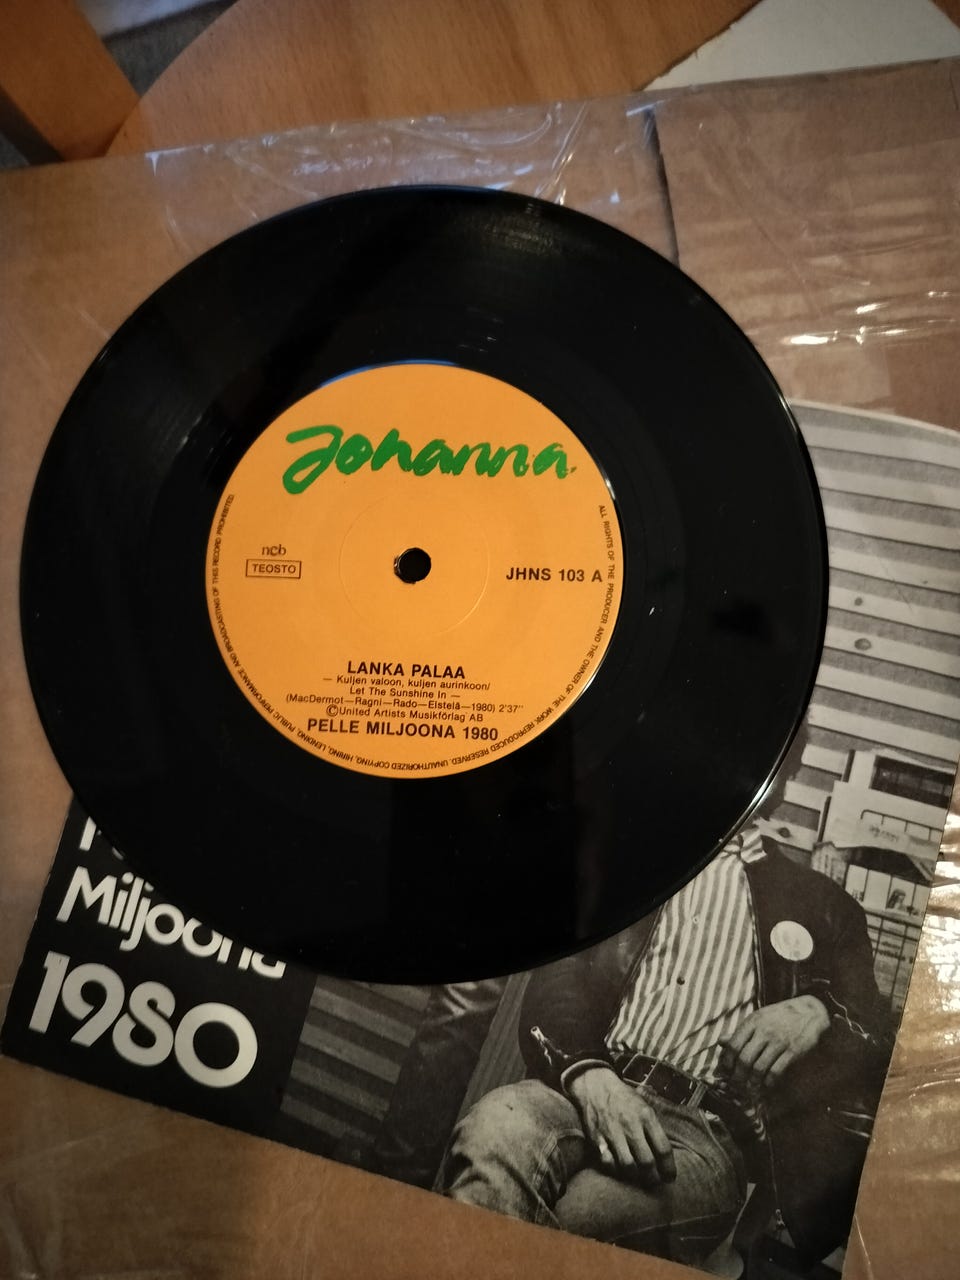 Johanna
ncb
TEOSTO
JHNS 103 A
LANKA PALAA
— Kuljen valoon, kuljen aurinkoon/
Let The Sunshine In —
(MacDermot—Ragni—Rado—Elstelä—1980) 2'37''
©United Artists Musikförlag AB
PELLE MILJOONA 1980
ALL RIGHTS OF THE PRODUCER AND THE OWNER OF THE WORK REPRODUCED RESERVED. UNAUTHORIZED COPYING, HIRING, LENDING, PUBLIC PERFORMANCE AND BROADCASTING OF THIS RECORD PROHIBITED.
Miljoona
1980